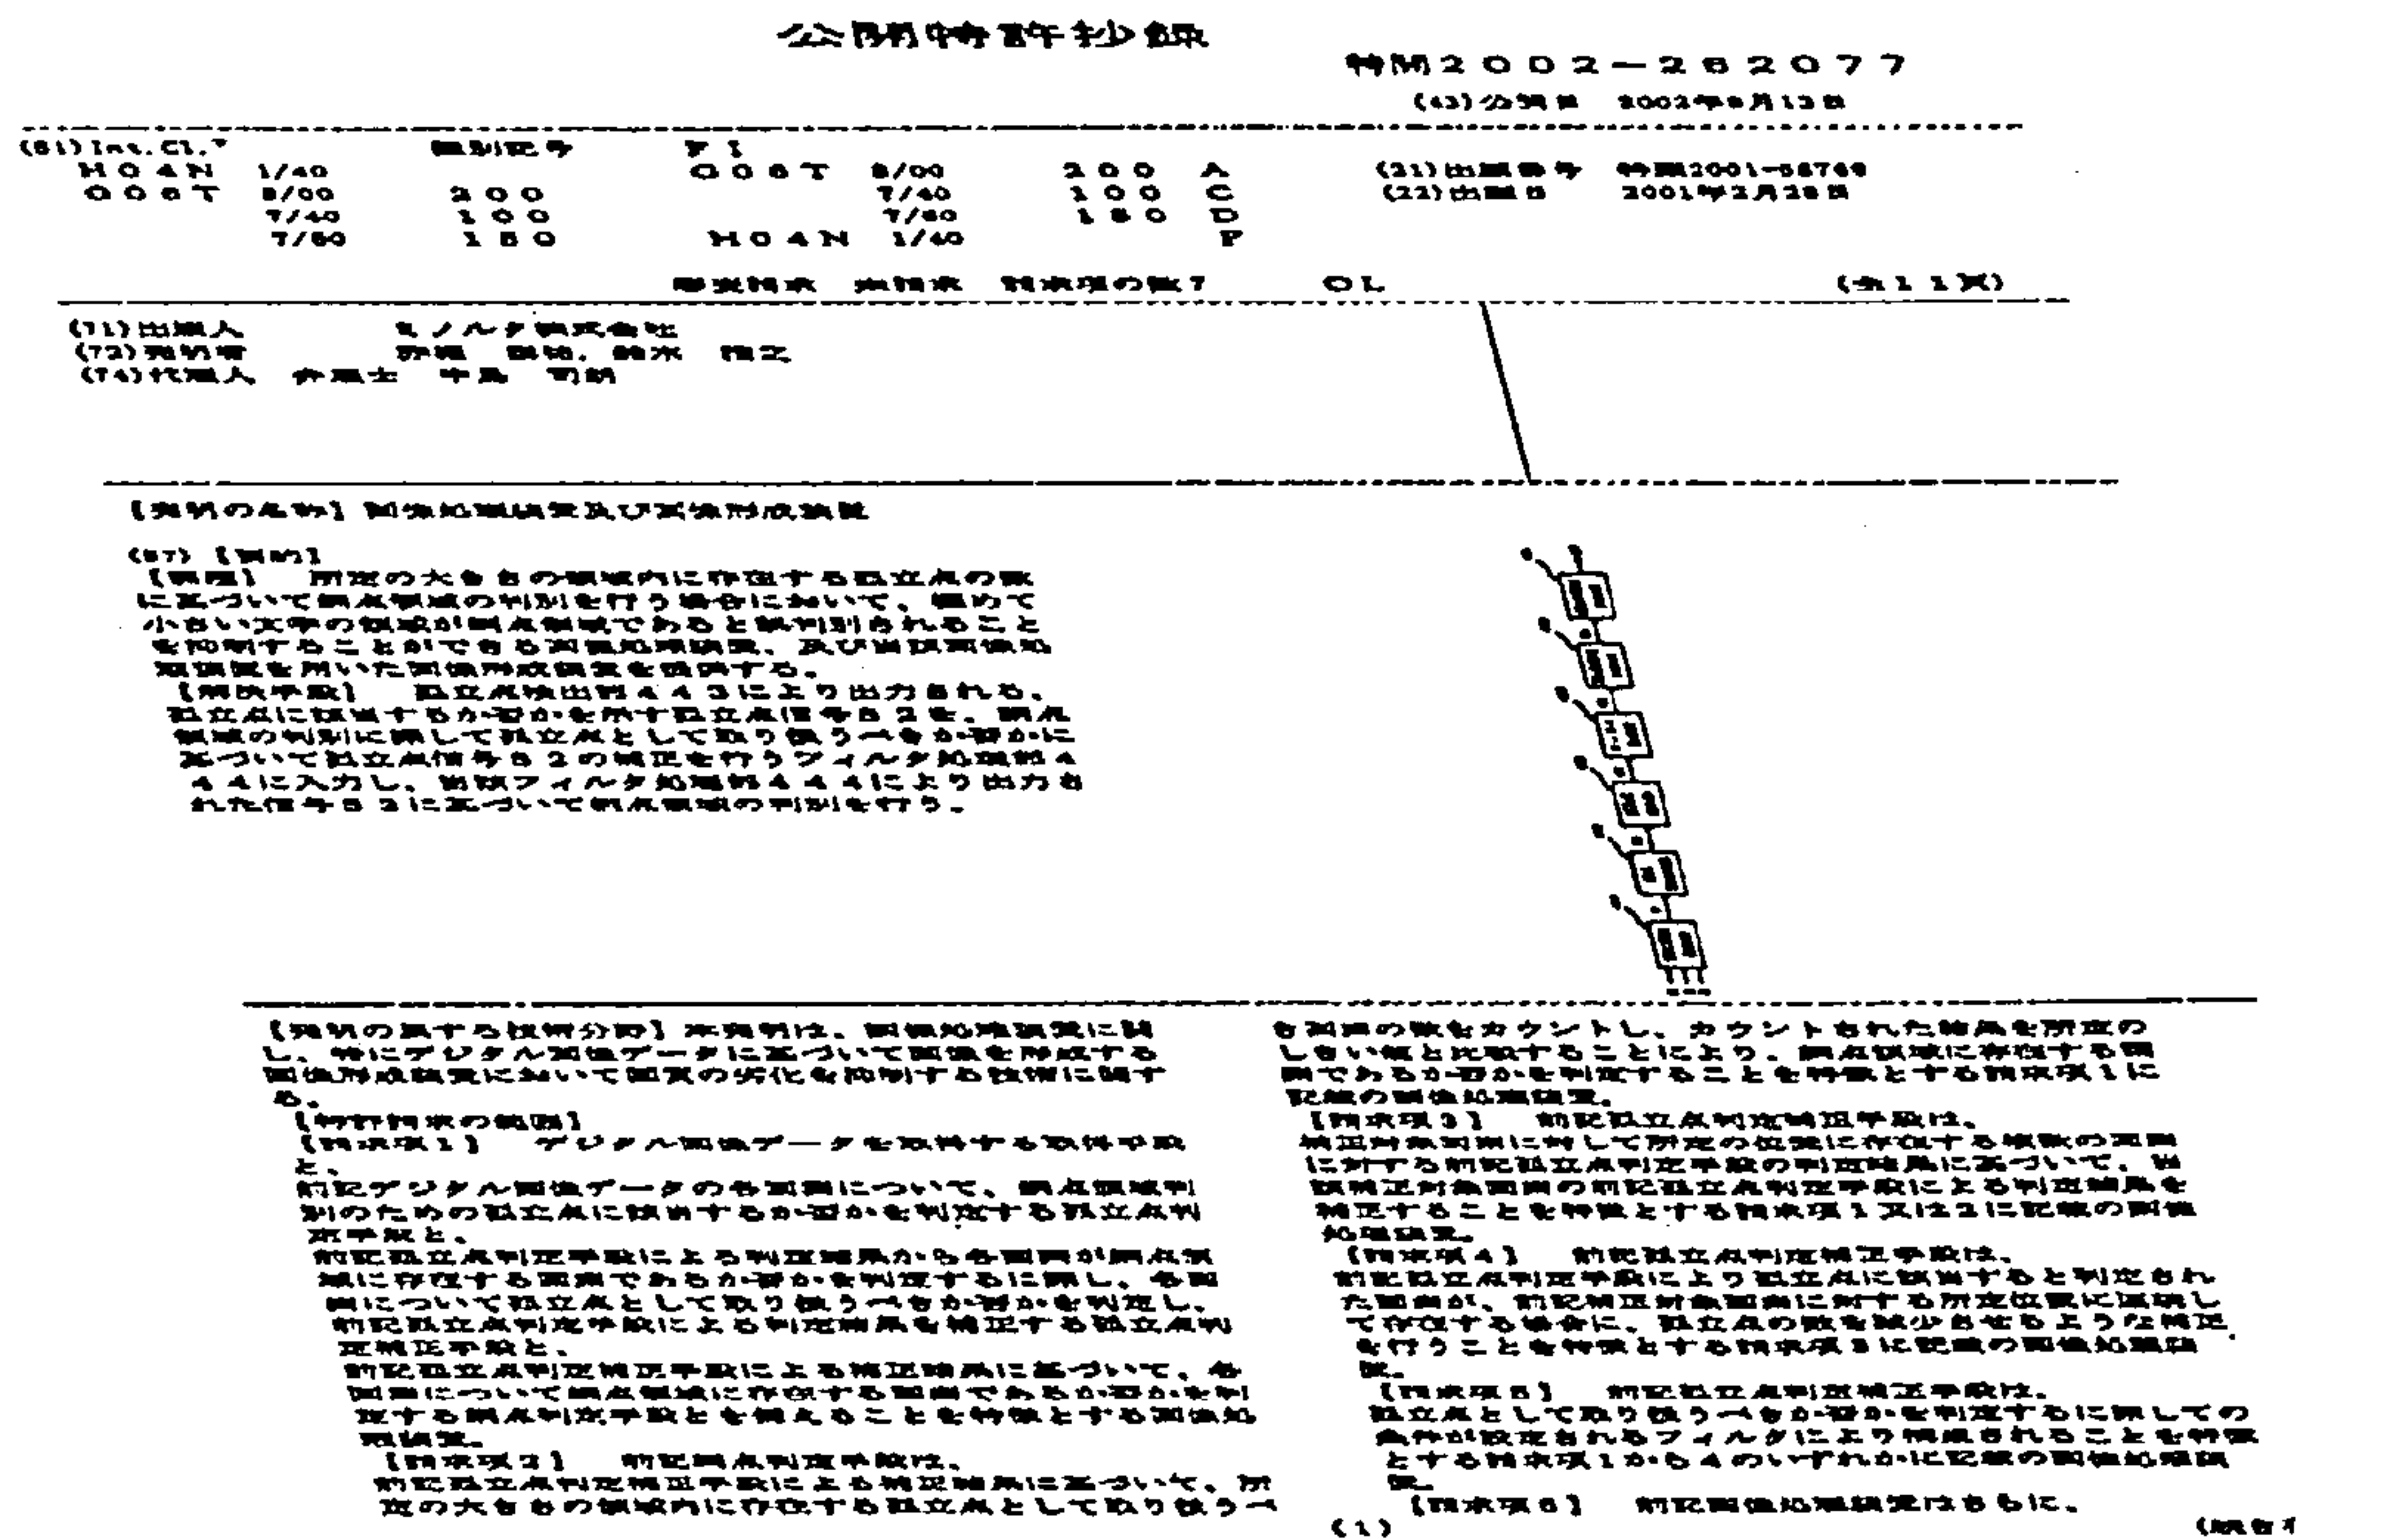 公開特許抄録
特開2002-262077
(43)公開日 2002年9月13日
(51)Int.Cl. 識別記号 FI
H04N 1/40 G06T 5/00 200 A (21)出願番号
G06T 5/00 200 7/40 100 C (22)出願日 2001年2月28日
7/40 100 7/60 150 D
7/60 150 H04N 1/40 F
審査請求 未請求 請求項の数7 OL (全11頁)
(71)出願人 ミノルタ株式会社
(72)発明者
(74)代理人 弁理士 中島 司朗
【発明の名称】画像処理装置及び画像形成装置
(57)【要約】
【課題】 所定の大きさの領域内に存在する孤立点の数
に基づいて網点領域の判別を行う場合において、極めて
小さい文字の領域が網点領域であると誤判別されること
を抑制することができる画像処理装置、及び当該画像処
理装置を用いた画像形成装置を提供する。
【解決手段】 孤立点検出部443により出力される、
孤立点に該当するか否かを示す孤立点信号S2を、網点
領域の判別に際して孤立点として取り扱うべきか否かに
基づいて孤立点信号S2の補正を行うフィルタ処理部4
44に入力し、当該フィルタ処理部444により出力さ
れた信号S3に基づいて網点領域の判別を行う。
【発明の属する技術分野】本発明は、画像処理装置に関
し、特にデジタル画像データに基づいて画像を形成する
画像形成装置において画質の劣化を抑制する技術に関す
る。
【特許請求の範囲】
【請求項1】 デジタル画像データを取得する取得手段
と、
前記デジタル画像データの各画素について、網点領域判
別のための孤立点に該当するか否かを判定する孤立点判
定手段と、
前記孤立点判定手段による判定結果から各画素が網点領
域に存在する画素であるか否かを判定するに際し、各画
素について孤立点として取り扱うべきか否かを判定し、
前記孤立点判定手段による判定結果を補正する孤立点判
定補正手段と、
前記孤立点判定補正手段による補正結果に基づいて、各
画素について網点領域に存在する画素であるか否かを判
定する網点判定手段とを備えることを特徴とする画像処
理装置。
【請求項2】 前記網点判定手段は、
前記孤立点判定補正手段による補正結果に基づいて、所
定の大きさの領域内に存在する孤立点として取り扱うべ
き画素の数をカウントし、カウントされた結果を所定の
しきい値と比較することにより、網点領域に存在する画
素であるか否かを判定することを特徴とする請求項1に
記載の画像処理装置。
【請求項3】 前記孤立点判定補正手段は、
補正対象画素に対して所定の位置に存在する複数の画素
に対する前記孤立点判定手段の判定結果に基づいて、当
該補正対象画素の前記孤立点判定手段による判定結果を
補正することを特徴とする請求項1又は2に記載の画像
処理装置。
【請求項4】 前記孤立点判定補正手段は、
前記孤立点判定手段により孤立点に該当すると判定され
た画素が、前記補正対象画素に対する所定位置に連続し
て存在する場合に、孤立点の数を減少させるような補正
を行うことを特徴とする請求項3に記載の画像処理装
置。
【請求項5】 前記孤立点判定補正手段は、
孤立点として取り扱うべきか否かを判定するに際しての
条件が設定されるフィルタにより構成されることを特徴
とする請求項1から4のいずれかに記載の画像処理装
置。
【請求項6】 前記画像処理装置はさらに、
(1)